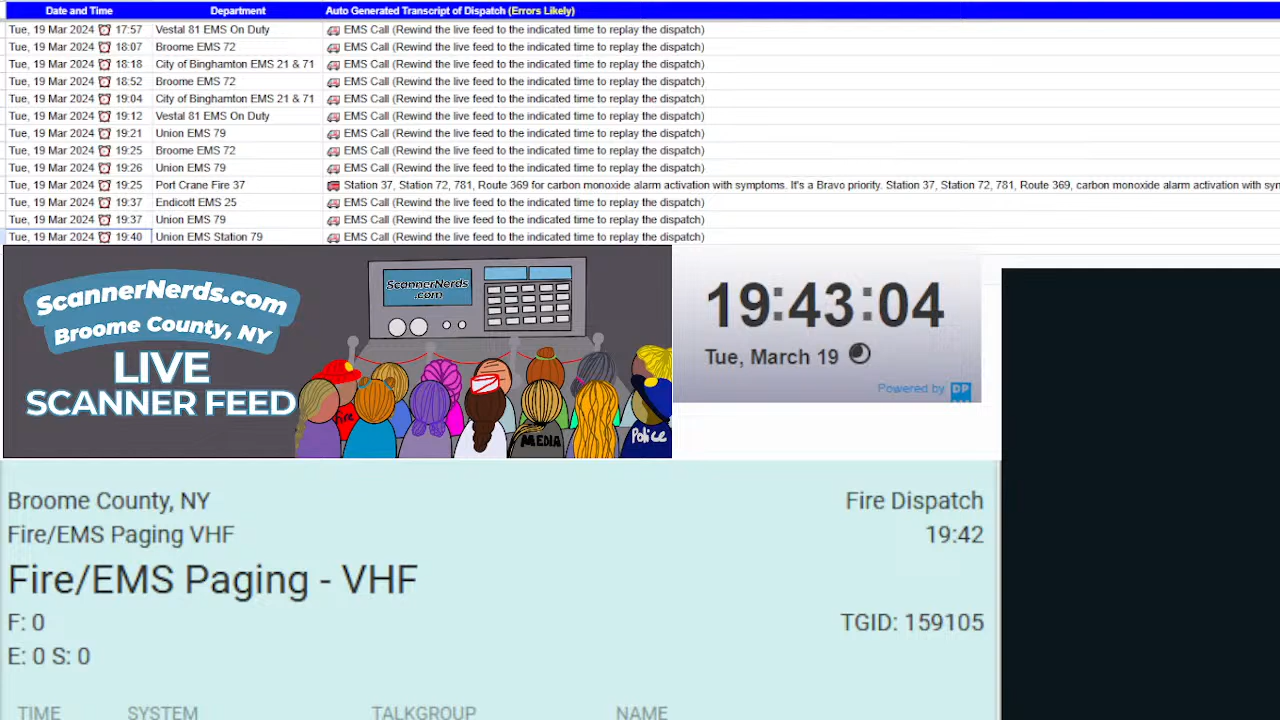 Date and Time Department Auto Generated Transcript of Dispatch (Errors Likely)
Tue, 19 Mar 2024 ⏰ 17:57 Vestal 81 EMS On Duty 🚑 EMS Call (Rewind the live feed to the indicated time to replay the dispatch)
Tue, 19 Mar 2024 ⏰ 18:07 Broome EMS 72 🚑 EMS Call (Rewind the live feed to the indicated time to replay the dispatch)
Tue, 19 Mar 2024 ⏰ 18:18 City of Binghamton EMS 21 & 71 🚑 EMS Call (Rewind the live feed to the indicated time to replay the dispatch)
Tue, 19 Mar 2024 ⏰ 18:52 Broome EMS 72 🚑 EMS Call (Rewind the live feed to the indicated time to replay the dispatch)
Tue, 19 Mar 2024 ⏰ 19:04 City of Binghamton EMS 21 & 71 🚑 EMS Call (Rewind the live feed to the indicated time to replay the dispatch)
Tue, 19 Mar 2024 ⏰ 19:12 Vestal 81 EMS On Duty 🚑 EMS Call (Rewind the live feed to the indicated time to replay the dispatch)
Tue, 19 Mar 2024 ⏰ 19:21 Union EMS 79 🚑 EMS Call (Rewind the live feed to the indicated time to replay the dispatch)
Tue, 19 Mar 2024 ⏰ 19:25 Broome EMS 72 🚑 EMS Call (Rewind the live feed to the indicated time to replay the dispatch)
Tue, 19 Mar 2024 ⏰ 19:26 Union EMS 79 🚑 EMS Call (Rewind the live feed to the indicated time to replay the dispatch)
Tue, 19 Mar 2024 ⏰ 19:25 Port Crane Fire 37 🚒 Station 37, Station 72, 781, Route 369 for carbon monoxide alarm activation with symptoms. It's a Bravo priority. Station 37, Station 72, 781, Route 369, carbon monoxide alarm activation with sym
Tue, 19 Mar 2024 ⏰ 19:37 Endicott EMS 25 🚑 EMS Call (Rewind the live feed to the indicated time to replay the dispatch)
Tue, 19 Mar 2024 ⏰ 19:37 Union EMS 79 🚑 EMS Call (Rewind the live feed to the indicated time to replay the dispatch)
Tue, 19 Mar 2024 ⏰ 19:40 Union EMS Station 79 🚑 EMS Call (Rewind the live feed to the indicated time to replay the dispatch)
ScannerNerds.com
Broome County, NY
LIVE
SCANNER FEED
ScannerNerds
.com
Fire
MEDIA
Police
19:43:04
Tue, March 19
Powered by DP
Broome County, NY Fire Dispatch
Fire/EMS Paging VHF 19:42
Fire/EMS Paging - VHF
F: 0 TGID: 159105
E: 0 S: 0
TIME SYSTEM TALKGROUP NAME